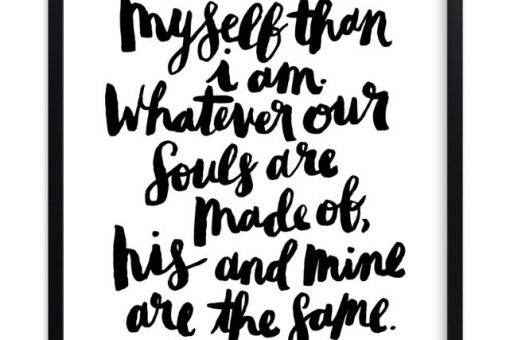 myself than
i am.
Whatever our
Souls are
made of,
his and mine
are the same.